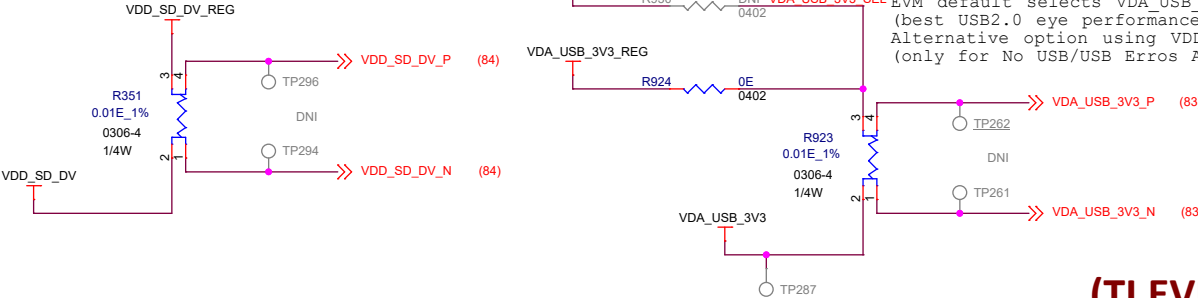 VDD_SD_DV_REG
3
4
R351
0.01E_1%
0306-4
1/4W
2
1
VDD_SD_DV
TP296
DNI
TP294
VDD_SD_DV_P (84)
VDD_SD_DV_N (84)
DNI
0402
EVM default selects VDA_USB_
(best USB2.0 eye performance
Alternative option using VDD
(only for No USB/USB Erros A
VDA_USB_3V3_REG
R924
0E
0402
3
4
R923
0.01E_1%
0306-4
1/4W
2
1
TP262
DNI
TP261
VDA_USB_3V3_P (83
VDA_USB_3V3_N (83
VDA_USB_3V3
TP287